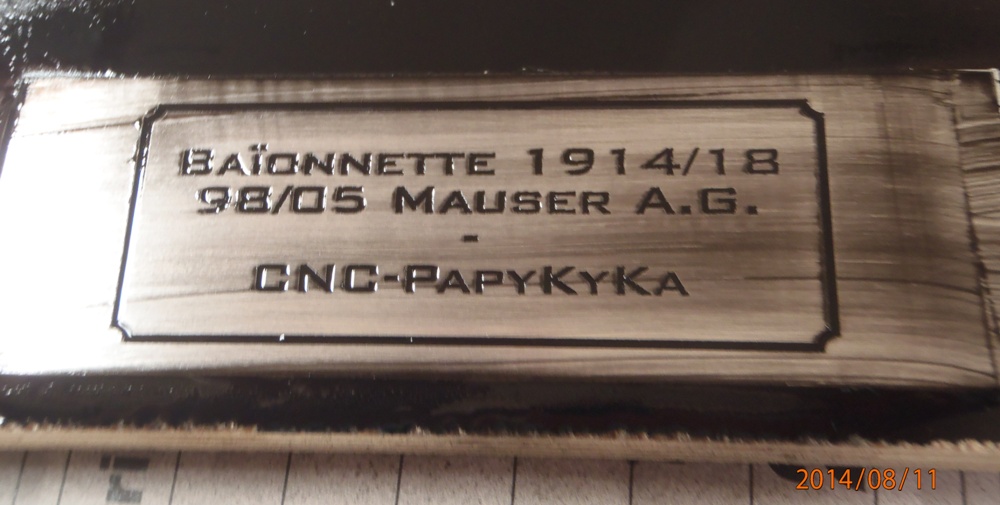 BAÏONNETTE 1914/18
98/05 MAUSER A.G.
-
CNC-PAPYKYKA
2014/08/11